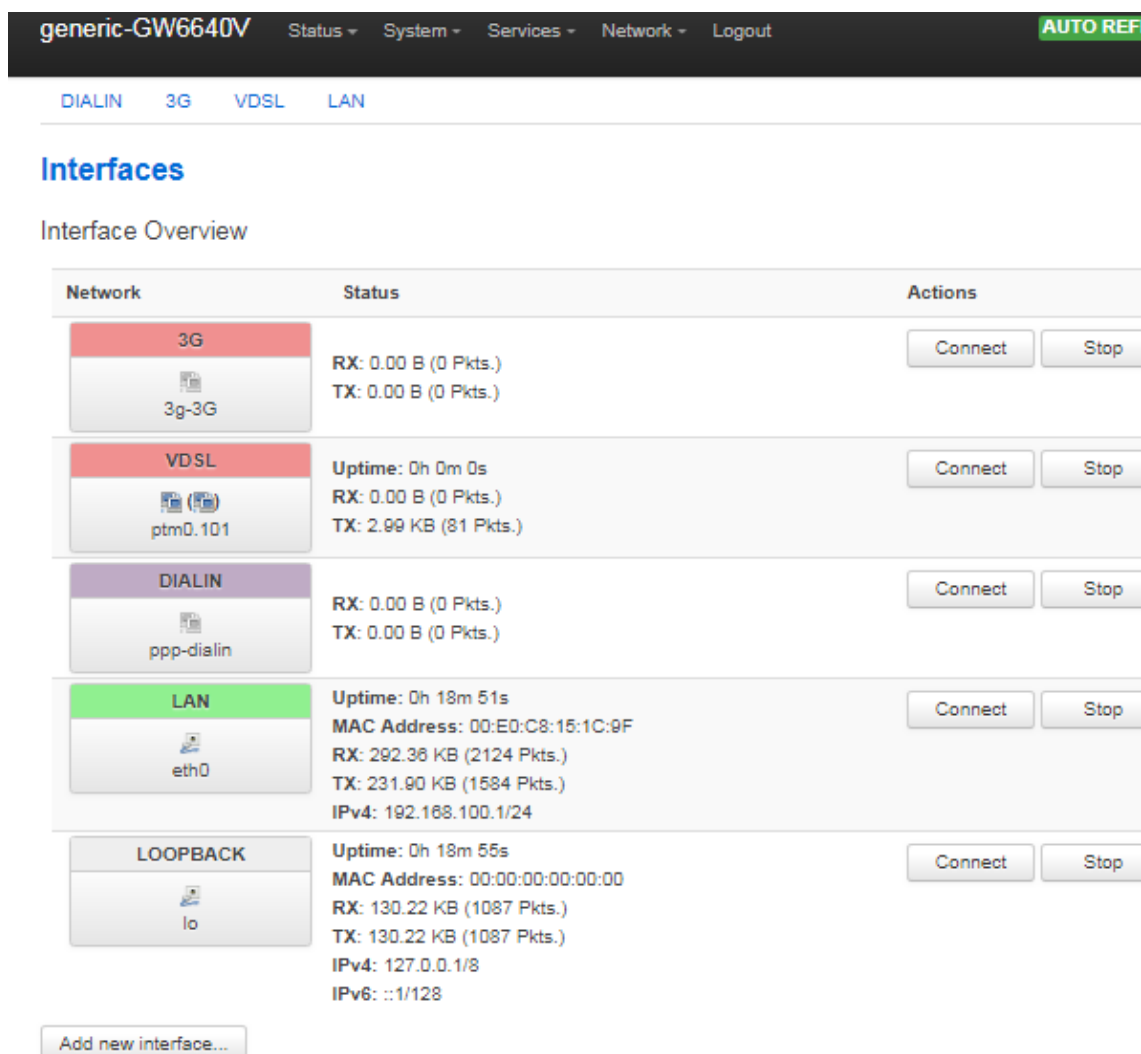 generic-GW6640V Status System Services Network Logout AUTO REF
DIALIN 3G VDSL LAN
Interfaces
Interface Overview
Network Status Actions
3G
3g-3G
RX: 0.00 B (0 Pkts.)
TX: 0.00 B (0 Pkts.)
Connect Stop
VDSL
ptm0.101
Uptime: 0h 0m 0s
RX: 0.00 B (0 Pkts.)
TX: 2.99 KB (81 Pkts.)
Connect Stop
DIALIN
ppp-dialin
RX: 0.00 B (0 Pkts.)
TX: 0.00 B (0 Pkts.)
Connect Stop
LAN
eth0
Uptime: 0h 18m 51s
MAC Address: 00:E0:C8:15:1C:9F
RX: 292.36 KB (2124 Pkts.)
TX: 231.90 KB (1584 Pkts.)
IPv4: 192.168.100.1/24
Connect Stop
LOOPBACK
lo
Uptime: 0h 18m 55s
MAC Address: 00:00:00:00:00:00
RX: 130.22 KB (1087 Pkts.)
TX: 130.22 KB (1087 Pkts.)
IPv4: 127.0.0.1/8
IPv6: ::1/128
Connect Stop
Add new interface...